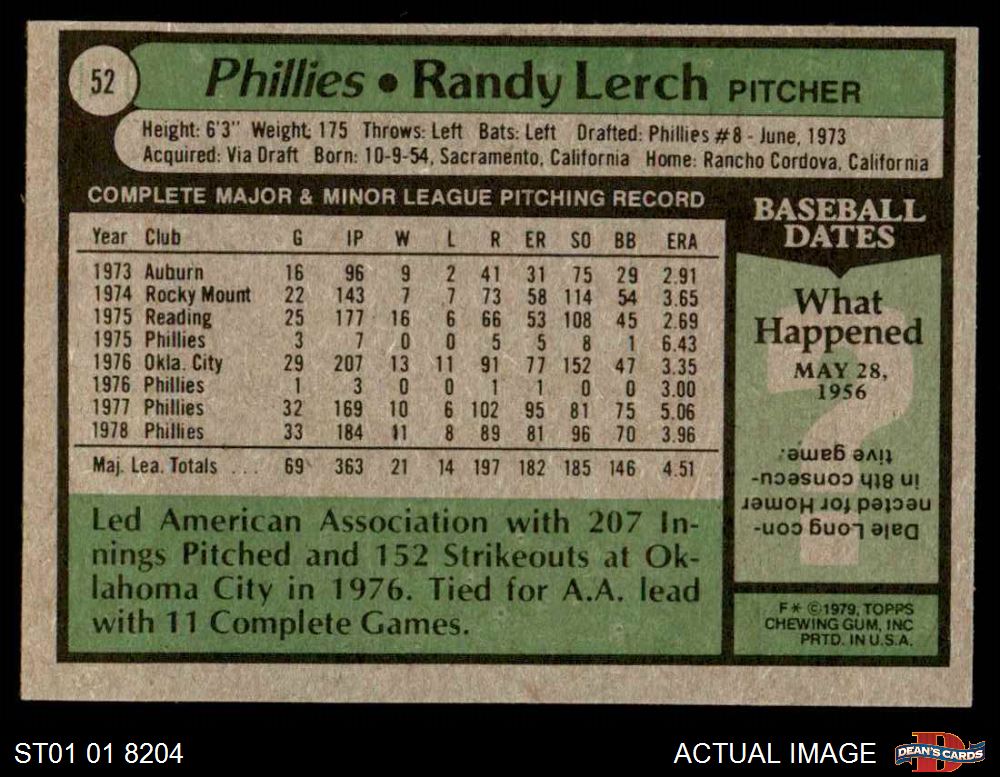 52
Phillies • Randy Lerch PITCHER
Height: 6'3" Weight: 175 Throws: Left Bats: Left Drafted: Phillies #8 - June, 1973
Acquired: Via Draft Born: 10-9-54, Sacramento, California Home: Rancho Cordova, California
COMPLETE MAJOR & MINOR LEAGUE PITCHING RECORD
Year Club G IP W L R ER SO BB ERA
1973 Auburn 16 96 9 2 41 31 75 29 2.91
1974 Rocky Mount 22 143 7 7 73 58 114 54 3.65
1975 Reading 25 177 16 6 66 53 108 45 2.69
1975 Phillies 3 7 0 0 5 5 8 1 6.43
1976 Okla. City 29 207 13 11 91 77 152 47 3.35
1976 Phillies 1 3 0 0 1 1 0 0 3.00
1977 Phillies 32 169 10 6 102 95 81 75 5.06
1978 Phillies 33 184 11 8 89 81 96 70 3.96
Maj. Lea. Totals ... 69 363 21 14 197 182 185 146 4.51
Led American Association with 207 In-
nings Pitched and 152 Strikeouts at Ok-
lahoma City in 1976. Tied for A.A. lead
with 11 Complete Games.
BASEBALL
DATES
What
Happened
MAY 28,
1956
Dale Long con-
nected for Homer
in 8th consecu-
tive game.
F* ©1979, TOPPS
CHEWING GUM, INC
PRTD. IN U.S.A.
ST01 01 8204
ACTUAL IMAGE
DEAN'S CARDS